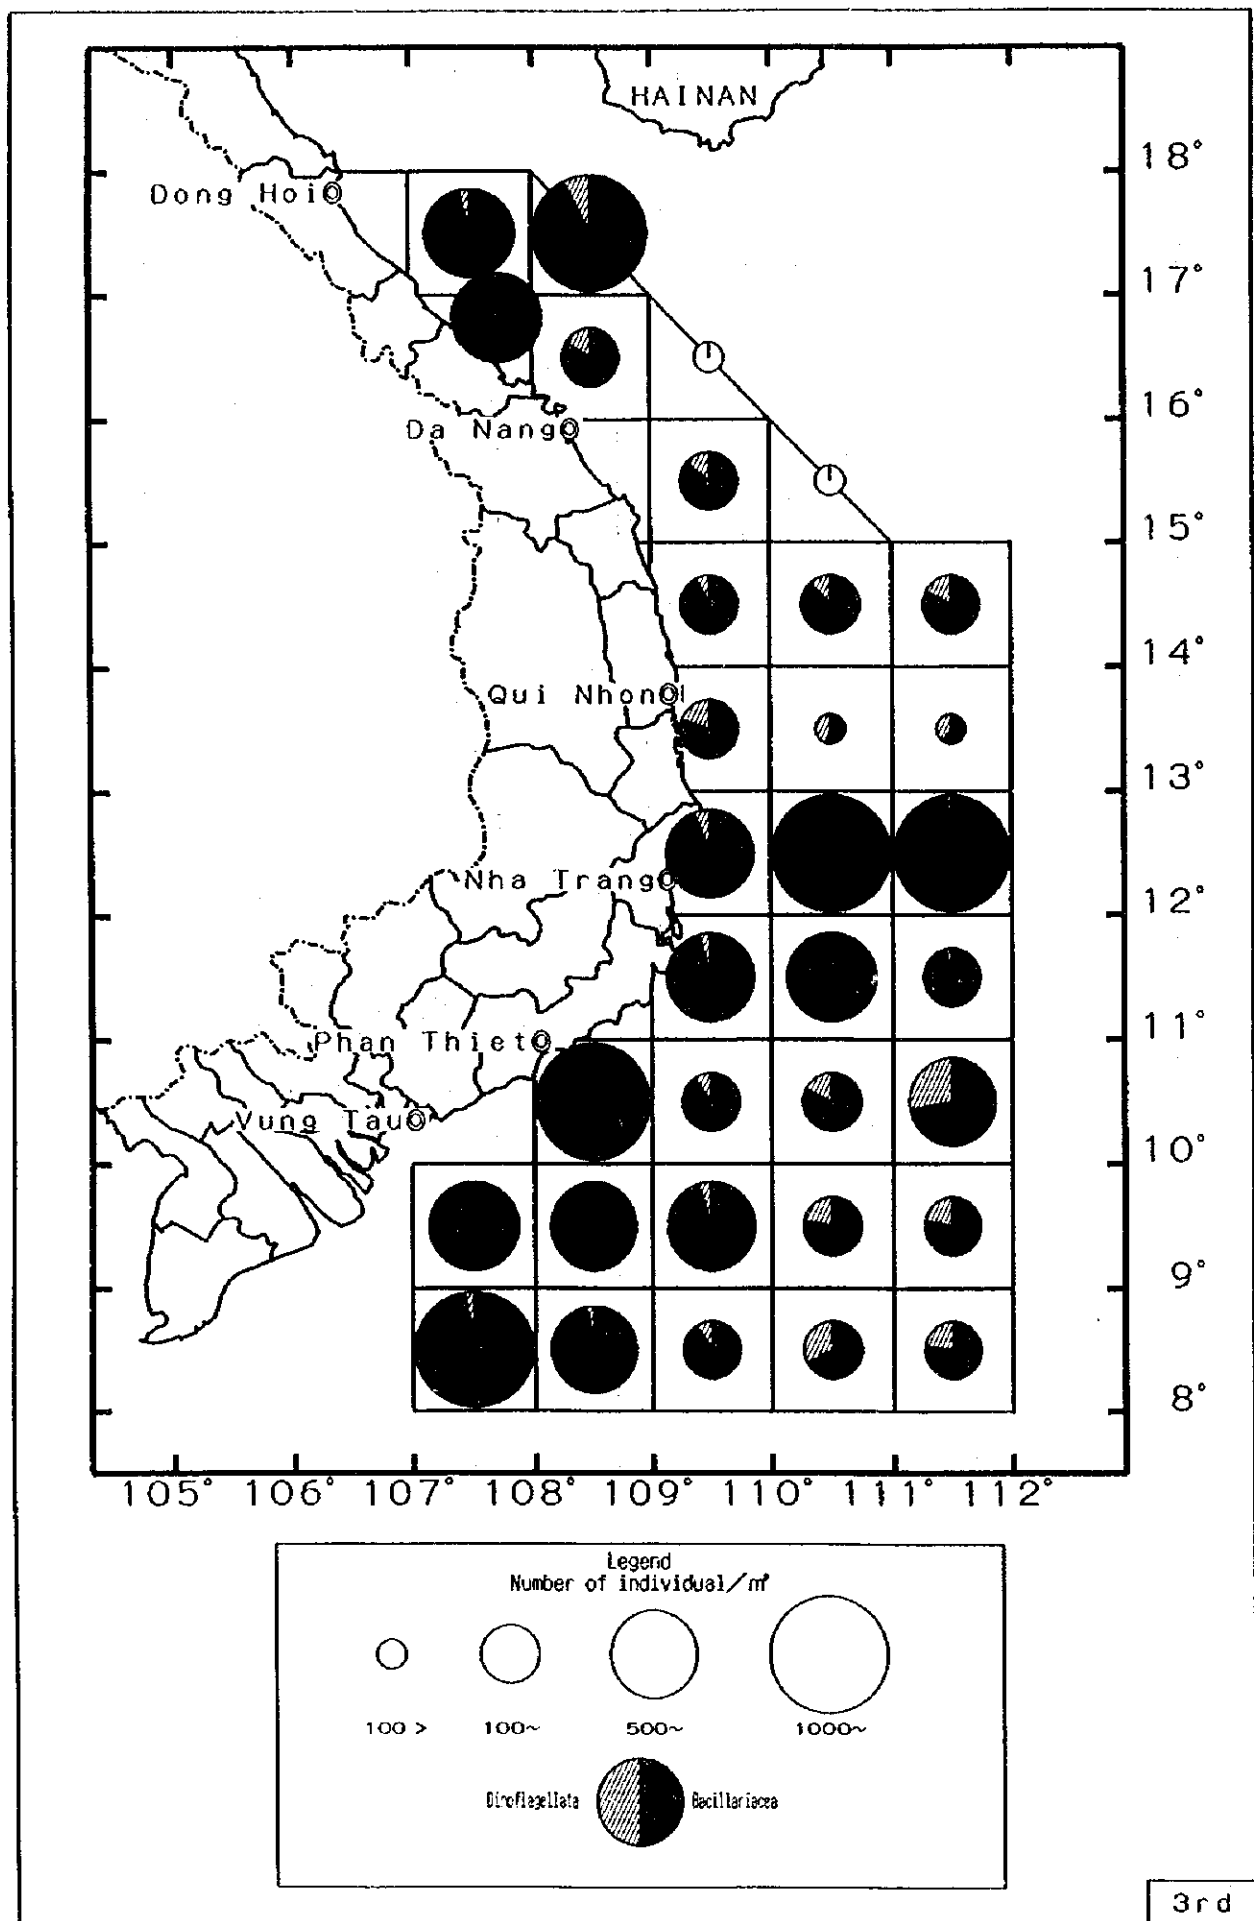 HAINAN
18°
Dong Hoi
17°
16°
Da Nang
15°
14°
Qui Nhon
13°
Nha Trang
12°
11°
Phan Thiet
Vung Tau
10°
9°
8°
105° 106° 107° 108° 109° 110° 111° 112°
Legend
Number of individual/m³
100 > 100~ 500~ 1000~
Dinoflagellata Bacillariacea
3rd